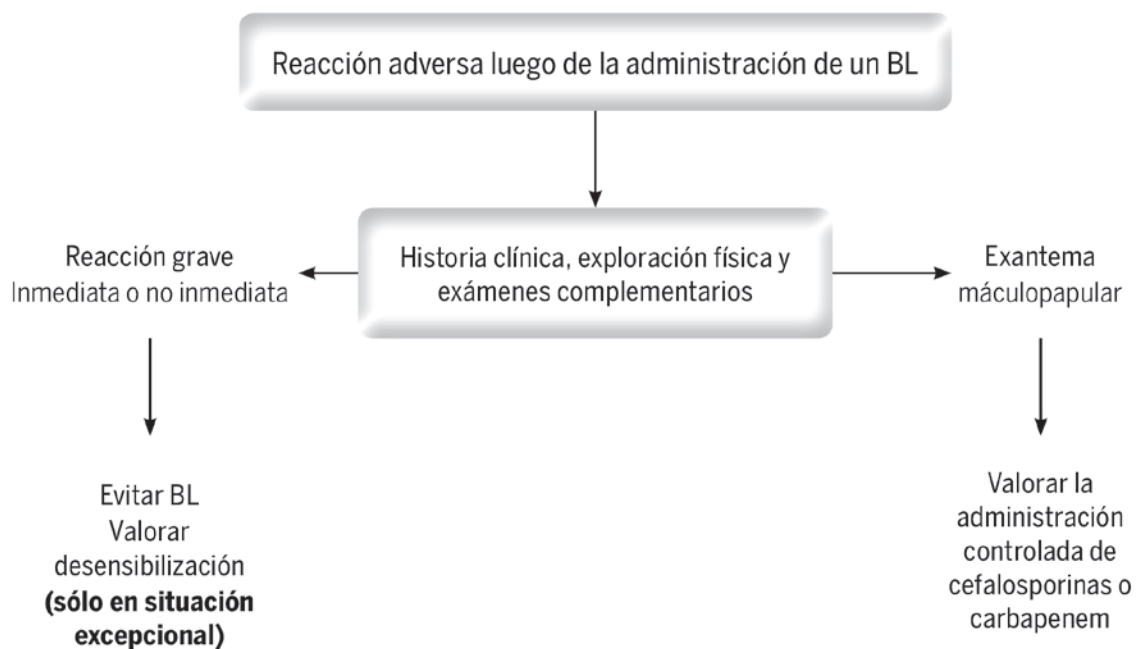 Reacción adversa luego de la administración de un BL
Historia clínica, exploración física y
exámenes complementarios
Reacción grave
Inmediata o no inmediata
Exantema
máculopapular
Evitar BL
Valorar
desensibilización
(sólo en situación
excepcional)
Valorar la
administración
controlada de
cefalosporinas o
carbapenem